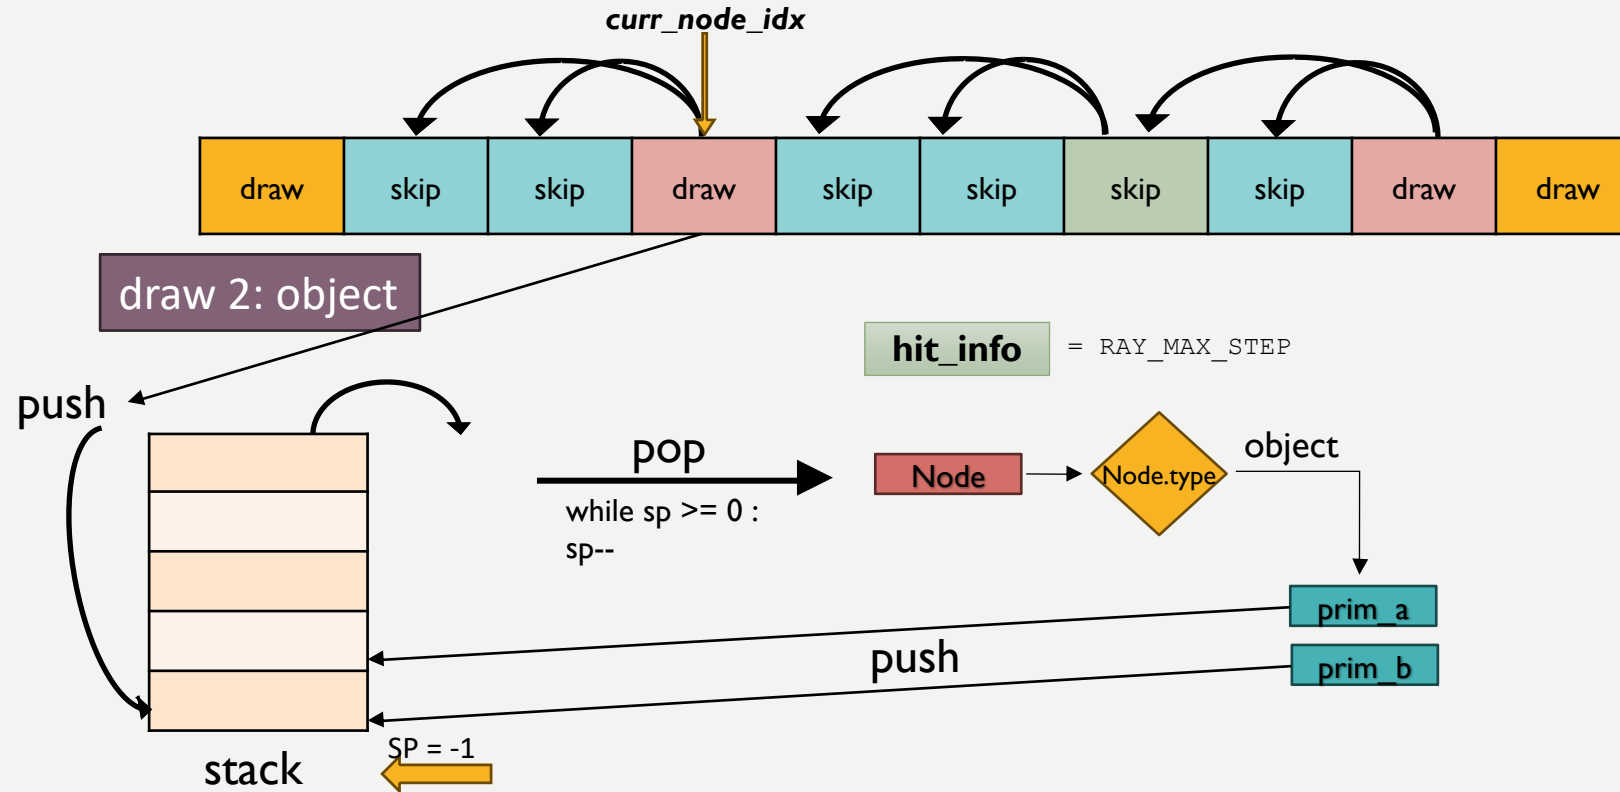 curr_node_idx
draw
skip
skip
draw
skip
skip
skip
skip
draw
draw
draw 2: object
hit_info
= RAY_MAX_STEP
push
pop
while sp >= 0 :
sp--
Node
Node.type
object
prim_a
prim_b
push
SP = -1
stack